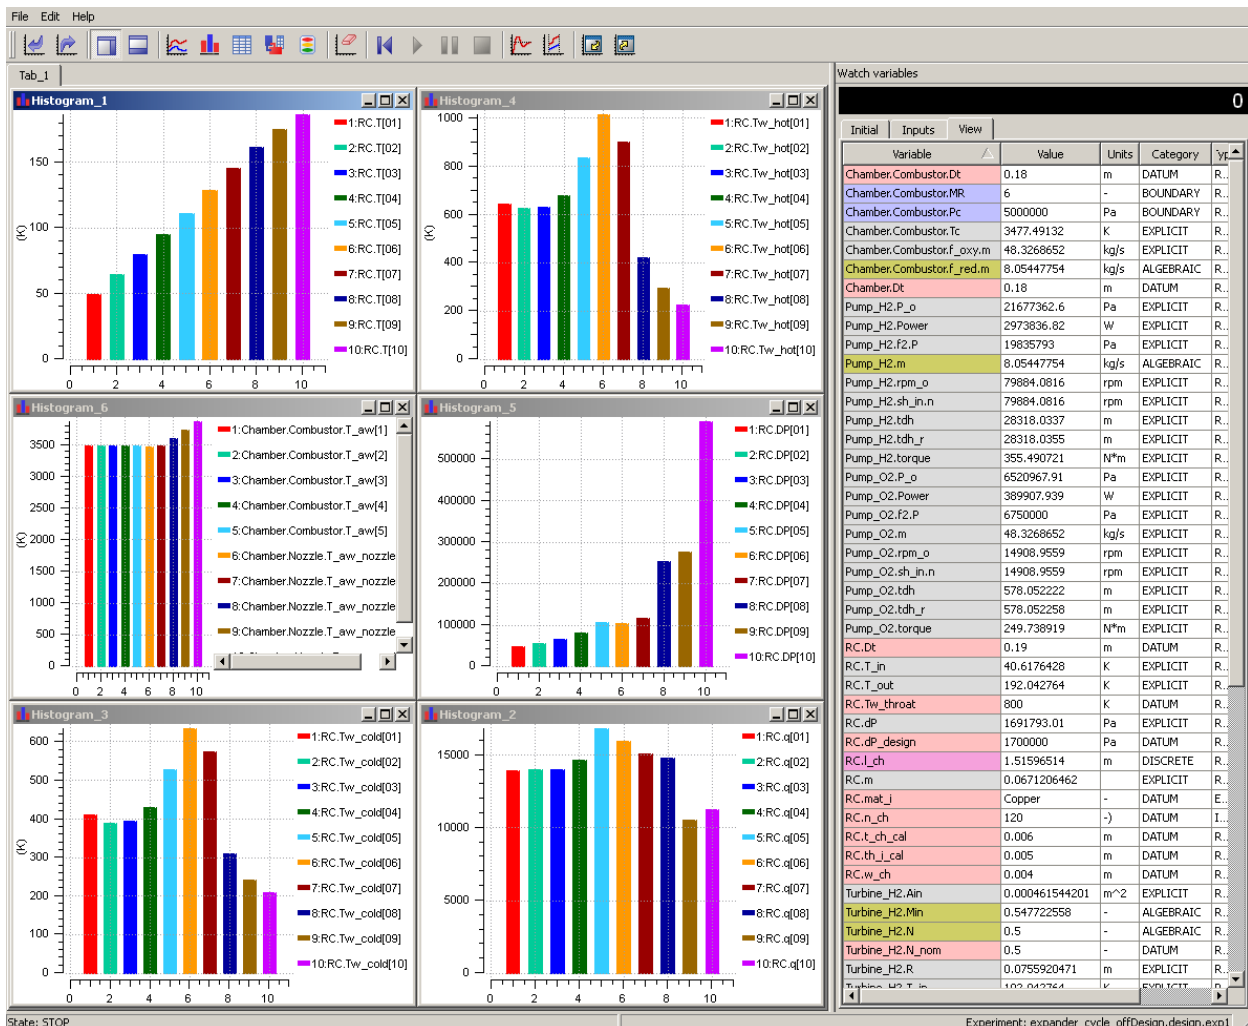 File Edit Help
Tab_1
Histogram_1
150
100
50
0
(K)
0 2 4 6 8 10
1:RC.T[01]
2:RC.T[02]
3:RC.T[03]
4:RC.T[04]
5:RC.T[05]
6:RC.T[06]
7:RC.T[07]
8:RC.T[08]
9:RC.T[09]
10:RC.T[10]
Histogram_4
1000
800
600
400
200
0
(K)
0 2 4 6 8 10
1:RC.Tw_hot[01]
2:RC.Tw_hot[02]
3:RC.Tw_hot[03]
4:RC.Tw_hot[04]
5:RC.Tw_hot[05]
6:RC.Tw_hot[06]
7:RC.Tw_hot[07]
8:RC.Tw_hot[08]
9:RC.Tw_hot[09]
10:RC.Tw_hot[10]
Histogram_6
3500
3000
2500
2000
1500
1000
500
0
(K)
0 2 4 6 8 10
1:Chamber.Combustor.T_aw[1]
2:Chamber.Combustor.T_aw[2]
3:Chamber.Combustor.T_aw[3]
4:Chamber.Combustor.T_aw[4]
5:Chamber.Combustor.T_aw[5]
6:Chamber.Nozzle.T_aw_nozzle
7:Chamber.Nozzle.T_aw_nozzle
8:Chamber.Nozzle.T_aw_nozzle
9:Chamber.Nozzle.T_aw_nozzle
Histogram_5
500000
400000
300000
200000
100000
0
0 2 4 6 8 10
1:RC.DP[01]
2:RC.DP[02]
3:RC.DP[03]
4:RC.DP[04]
5:RC.DP[05]
6:RC.DP[06]
7:RC.DP[07]
8:RC.DP[08]
9:RC.DP[09]
10:RC.DP[10]
Histogram_3
600
500
400
300
200
100
0
(K)
0 2 4 6 8 10
1:RC.Tw_cold[01]
2:RC.Tw_cold[02]
3:RC.Tw_cold[03]
4:RC.Tw_cold[04]
5:RC.Tw_cold[05]
6:RC.Tw_cold[06]
7:RC.Tw_cold[07]
8:RC.Tw_cold[08]
9:RC.Tw_cold[09]
10:RC.Tw_cold[10]
Histogram_2
15000
10000
5000
0
0 2 4 6 8 10
1:RC.q[01]
2:RC.q[02]
3:RC.q[03]
4:RC.q[04]
5:RC.q[05]
6:RC.q[06]
7:RC.q[07]
8:RC.q[08]
9:RC.q[09]
10:RC.q[10]
Watch variables
0
Initial Inputs View
Variable Value Units Category
Chamber.Combustor.Dt 0.18 m DATUM R..
Chamber.Combustor.MR 6 - BOUNDARY R..
Chamber.Combustor.Pc 5000000 Pa BOUNDARY R..
Chamber.Combustor.Tc 3477.49132 K EXPLICIT R..
Chamber.Combustor.f_oxy.m 48.3268652 kg/s EXPLICIT R..
Chamber.Combustor.f_red.m 8.05447754 kg/s ALGEBRAIC R..
Chamber.Dt 0.18 m DATUM R..
Pump_H2.P_o 21677362.6 Pa EXPLICIT R..
Pump_H2.Power 2973836.82 W EXPLICIT R..
Pump_H2.f2.P 19835793 Pa EXPLICIT R..
Pump_H2.m 8.05447754 kg/s ALGEBRAIC R..
Pump_H2.rpm_o 79884.0816 rpm EXPLICIT R..
Pump_H2.sh_in.n 79884.0816 rpm EXPLICIT R..
Pump_H2.tdh 28318.0337 m EXPLICIT R..
Pump_H2.tdh_r 28318.0355 m EXPLICIT R..
Pump_H2.torque 355.490721 N*m EXPLICIT R..
Pump_O2.P_o 6520967.91 Pa EXPLICIT R..
Pump_O2.Power 389907.939 W EXPLICIT R..
Pump_O2.f2.P 6750000 Pa EXPLICIT R..
Pump_O2.m 48.3268652 kg/s EXPLICIT R..
Pump_O2.rpm_o 14908.9559 rpm EXPLICIT R..
Pump_O2.sh_in.n 14908.9559 rpm EXPLICIT R..
Pump_O2.tdh 578.052222 m EXPLICIT R..
Pump_O2.tdh_r 578.052258 m EXPLICIT R..
Pump_O2.torque 249.738919 N*m EXPLICIT R..
RC.Dt 0.19 m DATUM R..
RC.T_in 40.6176428 K EXPLICIT R..
RC.T_out 192.042764 K EXPLICIT R..
RC.Tw_throat 800 K DATUM R..
RC.dP 1691793.01 Pa EXPLICIT R..
RC.dP_design 1700000 Pa DATUM R..
RC.l_ch 1.51596514 m DISCRETE R..
RC.m 0.0671206462 EXPLICIT R..
RC.mat_i Copper - DATUM E..
RC.n_ch 120 -) DATUM I..
RC.t_ch_cal 0.006 m DATUM R..
RC.th_i_cal 0.005 m DATUM R..
RC.w_ch 0.004 m DATUM R..
Turbine_H2.Ain 0.000461544201 m^2 EXPLICIT R..
Turbine_H2.Min 0.547722558 - ALGEBRAIC R..
Turbine_H2.N 0.5 - ALGEBRAIC R..
Turbine_H2.N_nom 0.5 - DATUM R..
Turbine_H2.R 0.0755920471 m EXPLICIT R..
State: STOP
Experiment: expander_cycle_offDesign.design.exp1